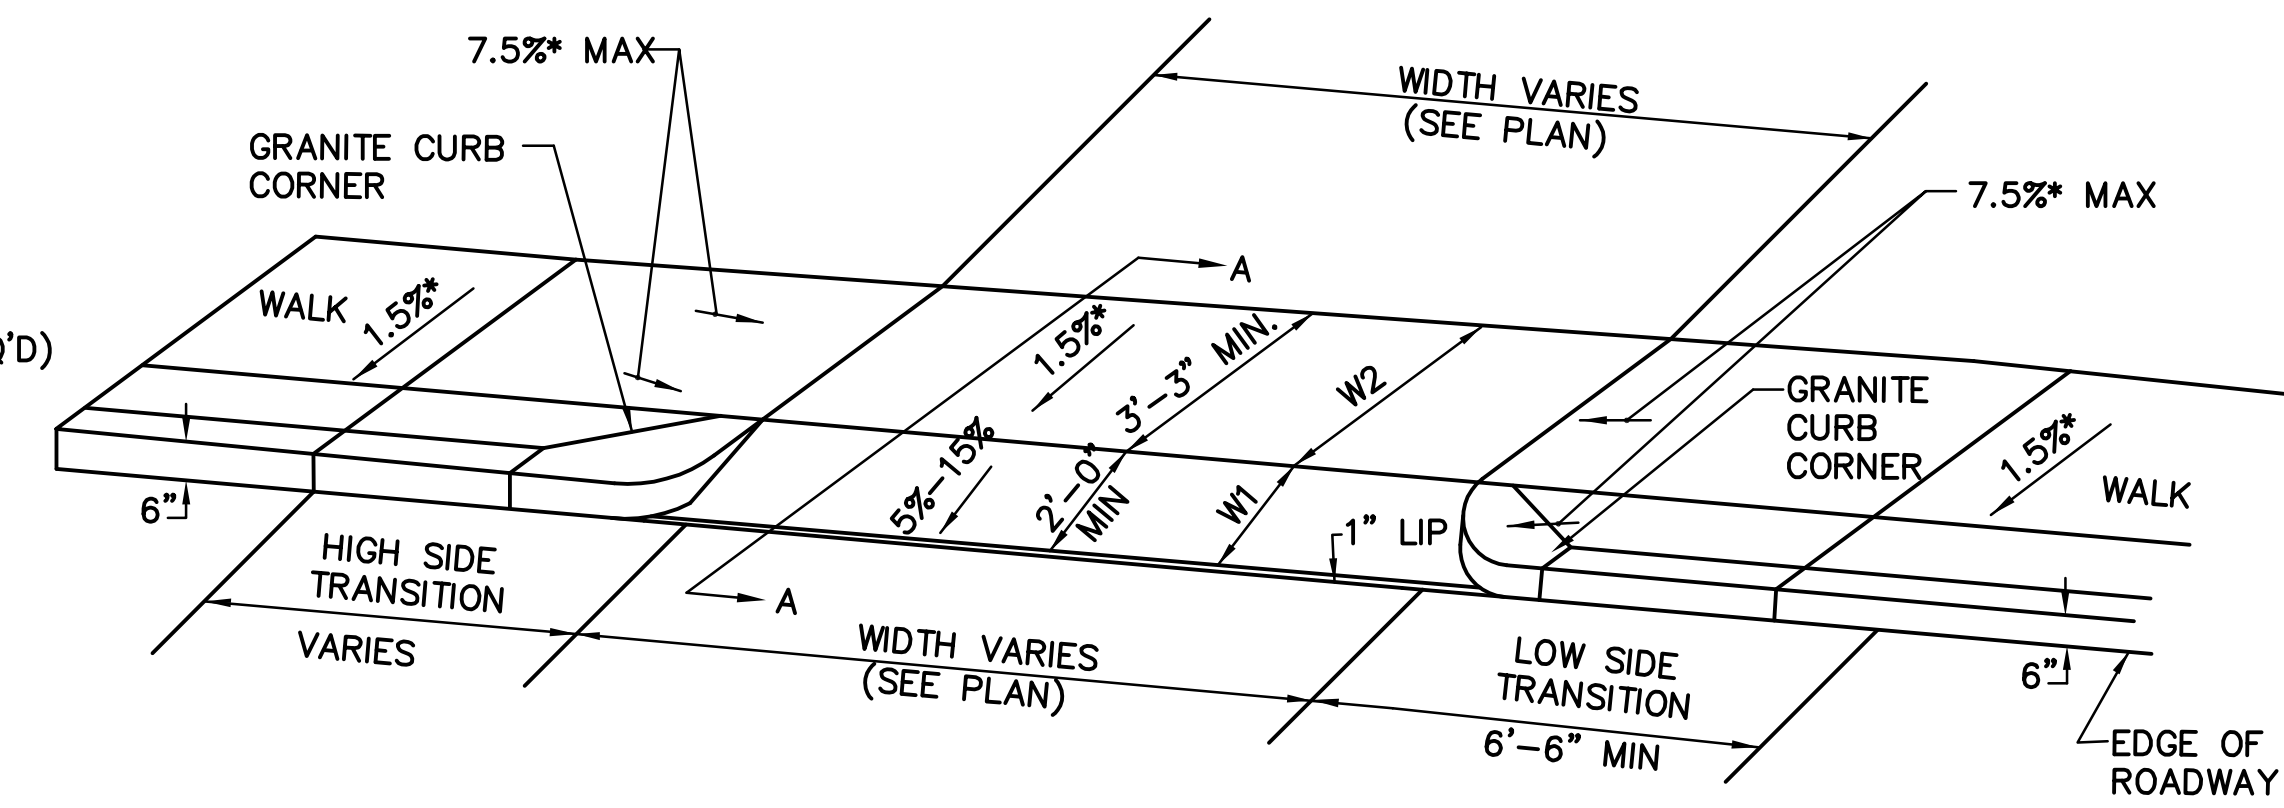 7.5%* MAX
GRANITE CURB
CORNER
WIDTH VARIES
(SEE PLAN)
7.5%* MAX
A
WALK
1.5%*
'D)
1.5%*
3'-3" MIN.
W2
GRANITE
CURB
CORNER
1.5%*
WALK
5%-15%
2'-0"
MIN
W1
1" LIP
6"
HIGH SIDE
TRANSITION
VARIES
A
WIDTH VARIES
(SEE PLAN)
LOW SIDE
TRANSITION
6'-6" MIN
6"
EDGE OF
ROADWAY